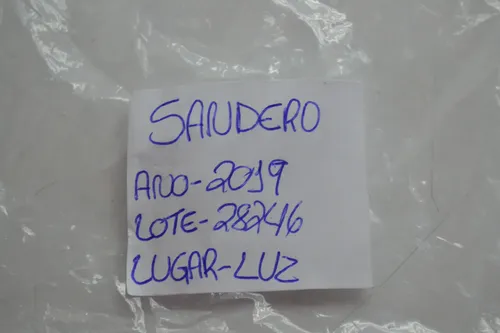 SANDERO
ANO-2019
LOTE-28246
LUGAR-LUZ